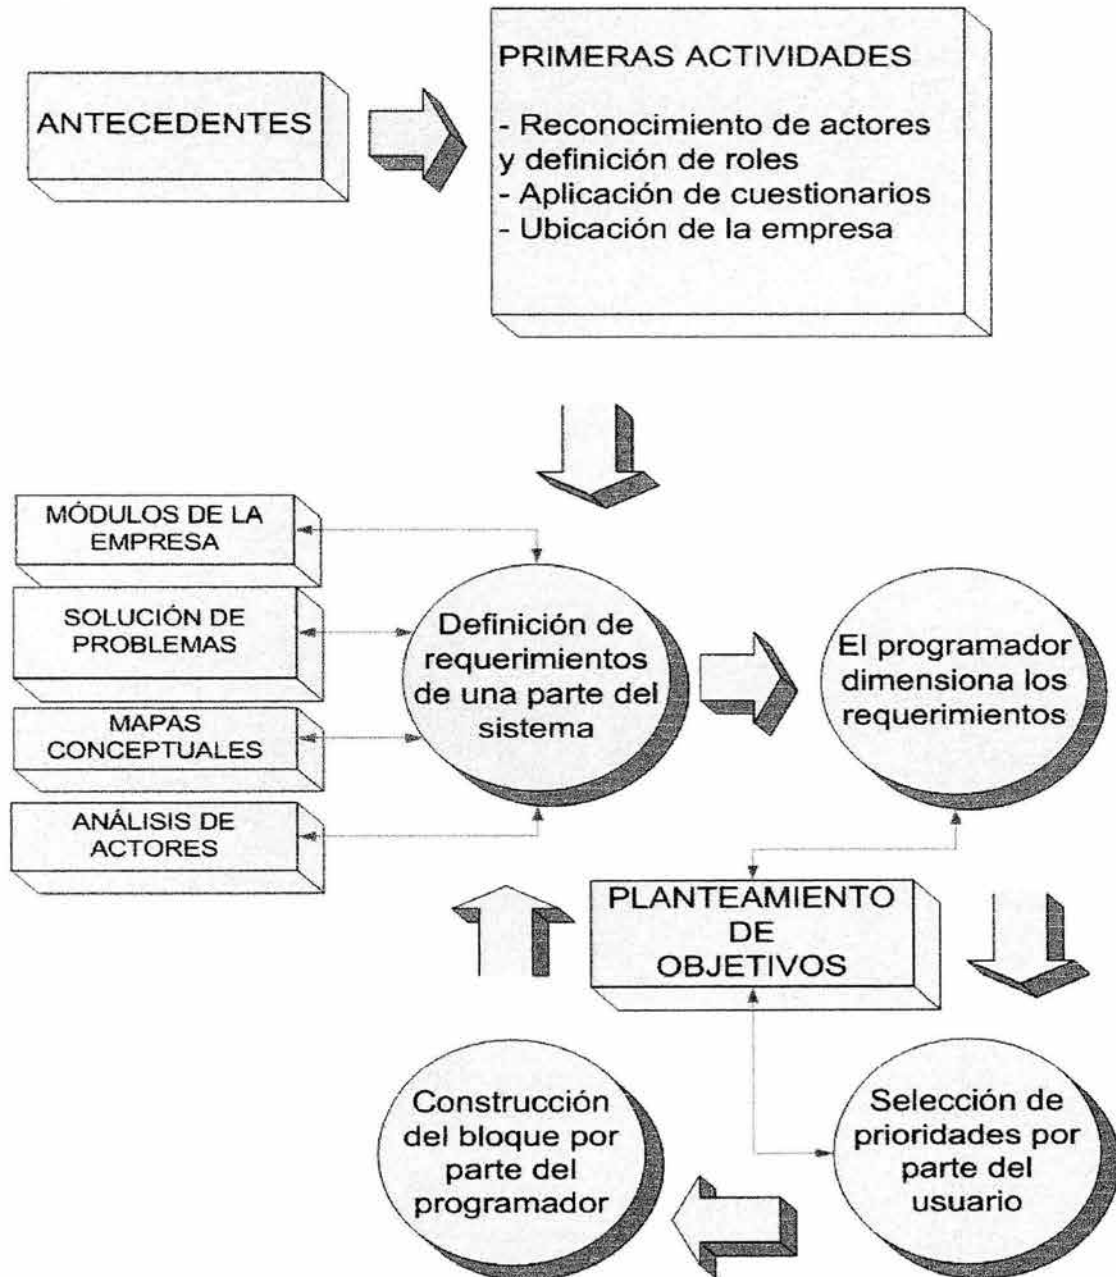 ANTECEDENTES
PRIMERAS ACTIVIDADES
- Reconocimiento de actores
y definición de roles
- Aplicación de cuestionarios
- Ubicación de la empresa
MÓDULOS DE LA
EMPRESA
SOLUCIÓN DE
PROBLEMAS
MAPAS
CONCEPTUALES
ANÁLISIS DE
ACTORES
Definición de
requerimientos
de una parte del
sistema
El programador
dimensiona los
requerimientos
PLANTEAMIENTO
DE
OBJETIVOS
Construcción
del bloque por
parte del
programador
Selección de
prioridades por
parte del
usuario